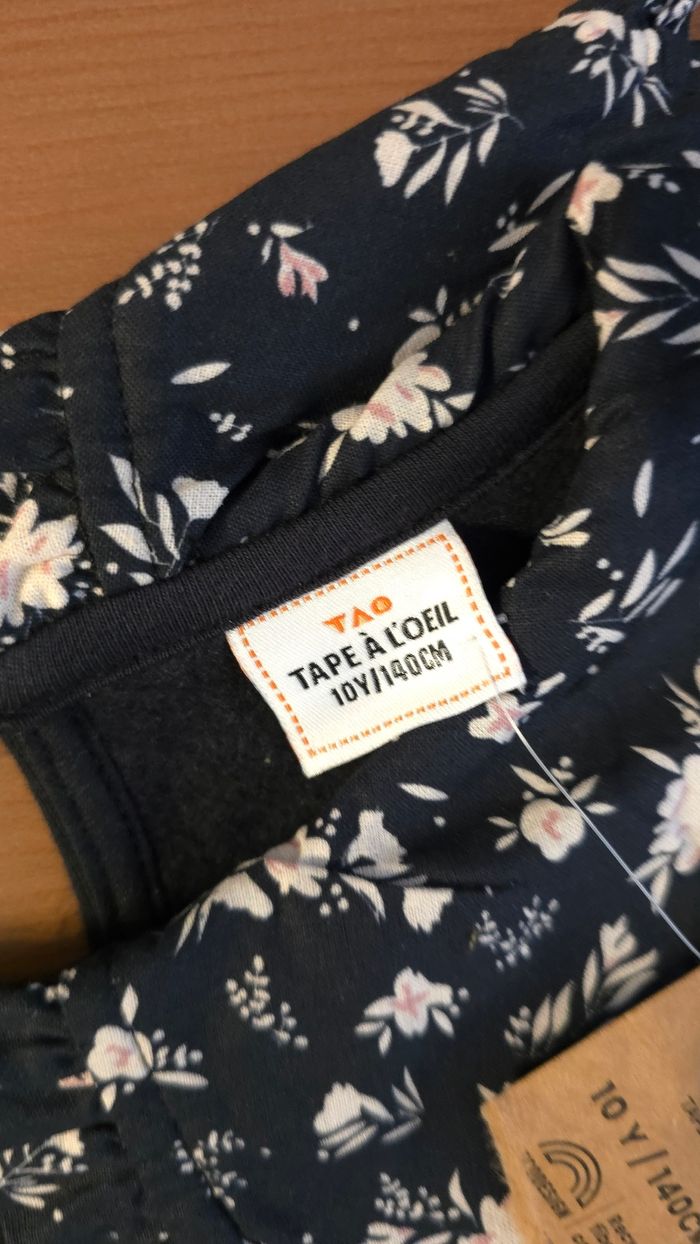 TAO
TAPE À L'OEIL
10Y/140CM
10 Y / 140C